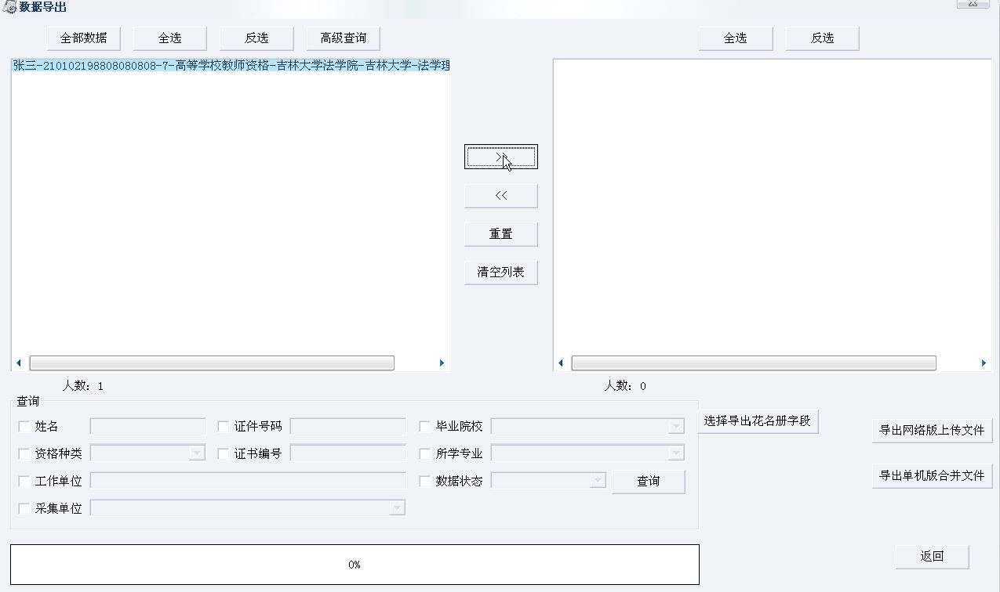 数据导出
全部数据 全选 反选 高级查询 全选 反选
张三-210102198808080808-7-高等学校教师资格-吉林大学法学院-吉林大学-法学理
>>
<<
重置
清空列表
人数: 1 人数: 0
查询
姓名 证件号码 毕业院校 选择导出花名册字段
导出网络版上传文件
资格种类 证书编号 所学专业
工作单位 数据状态 查询 导出单机版合并文件
采集单位
0% 返回